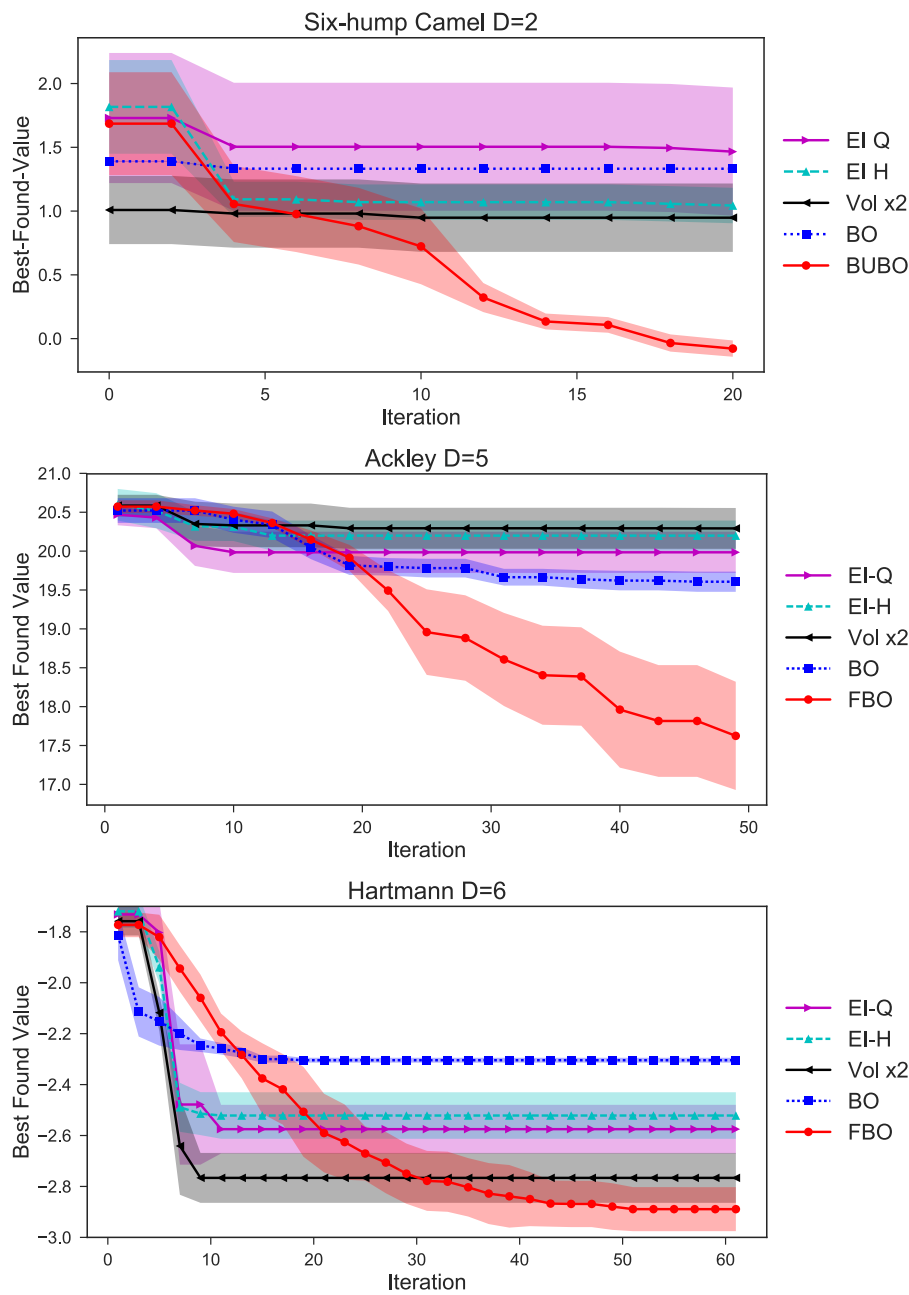 Six-hump Camel D=2
Best-Found-Value
2.0
1.5
1.0
0.5
0.0
0 5 10 15 20
Iteration
EI Q
EI H
Vol x2
BO
BUBO
Ackley D=5
Best Found Value
21.0
20.5
20.0
19.5
19.0
18.5
18.0
17.5
17.0
0 10 20 30 40 50
Iteration
EI-Q
EI-H
Vol x2
BO
FBO
Hartmann D=6
Best Found Value
−1.8
−2.0
−2.2
−2.4
−2.6
−2.8
−3.0
0 10 20 30 40 50 60
Iteration
EI-Q
EI-H
Vol x2
BO
FBO